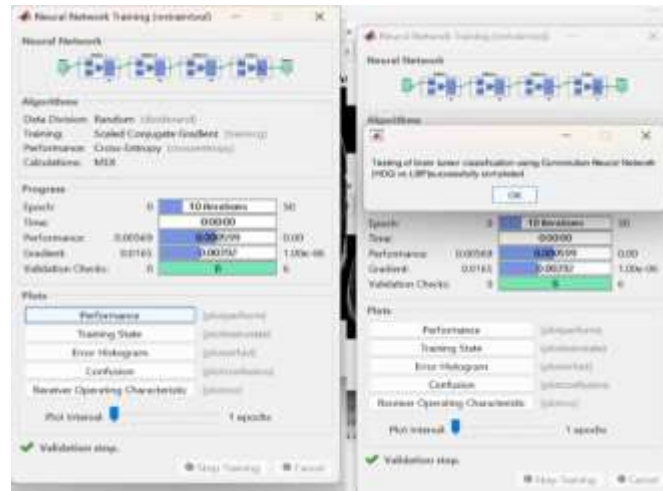 Neural Network Training (nntraintool)
Neural Network
Algorithms
Data Division: Random (dividerand)
Training: Scaled Conjugate Gradient (trainscg)
Performance: Cross-Entropy (crossentropy)
Calculations: MEX
Progress
Epoch: 0 10 iterations 50
Time: 0:00:00
Performance: 0.00569 0.000599 0.00
Gradient: 0.0165 0.00392 1.00e-06
Validation Checks: 0 6 6
Plots
Performance (plotperform)
Training State (plottrainstate)
Error Histogram (ploterrhist)
Confusion (plotconfusion)
Receiver Operating Characteristic (plotroc)
Plot Interval: 1 epochs
Validation stop.
Stop Training Cancel
Neural Network Training (nntraintool)
Neural Network
Algorithms
Testing of brain tumor classification using Convolution Neural Network
(HOG vs LBP)successfully completed
OK
Epoch: 0 10 iterations 50
Time: 0:00:00
Performance: 0.00569 0.000599 0.00
Gradient: 0.0165 0.00392 1.00e-06
Validation Checks: 0 6 6
Plots
Performance (plotperform)
Training State (plottrainstate)
Error Histogram (ploterrhist)
Confusion (plotconfusion)
Receiver Operating Characteristic (plotroc)
Plot Interval: 1 epochs
Validation stop.
Stop Training Cancel